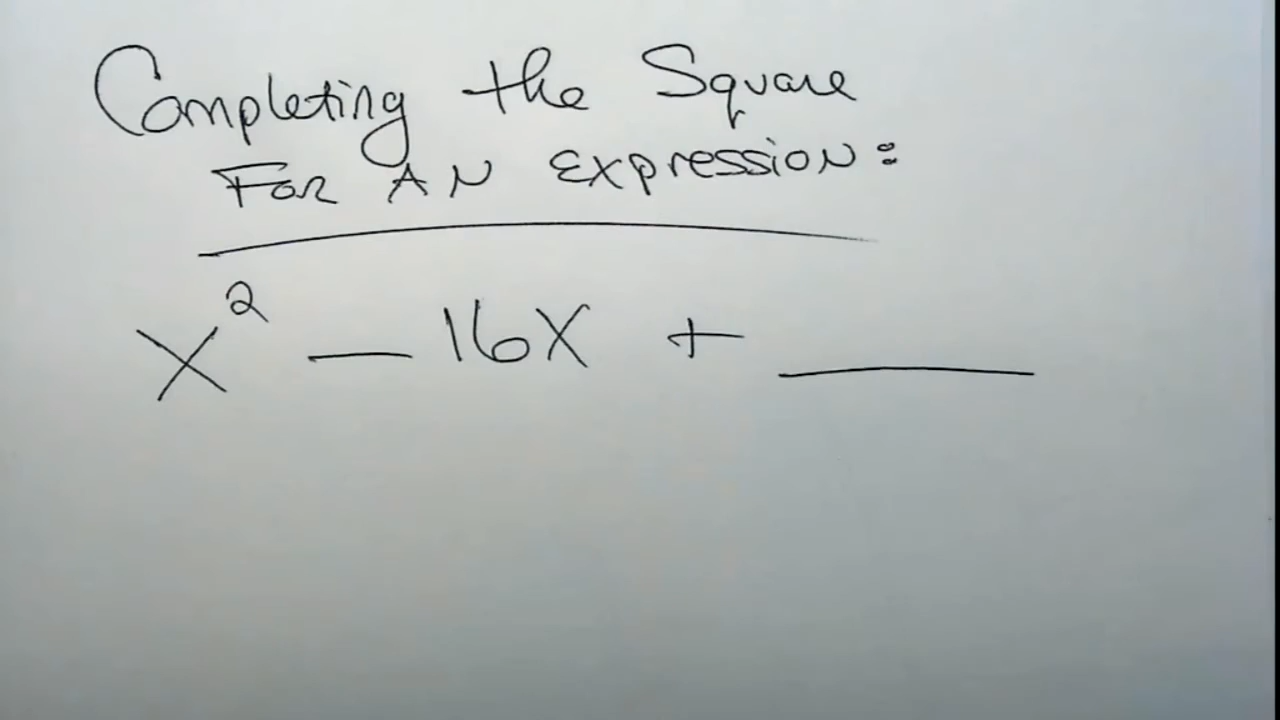 Completing the Square
For AN Expression:
x² - 16x + ____